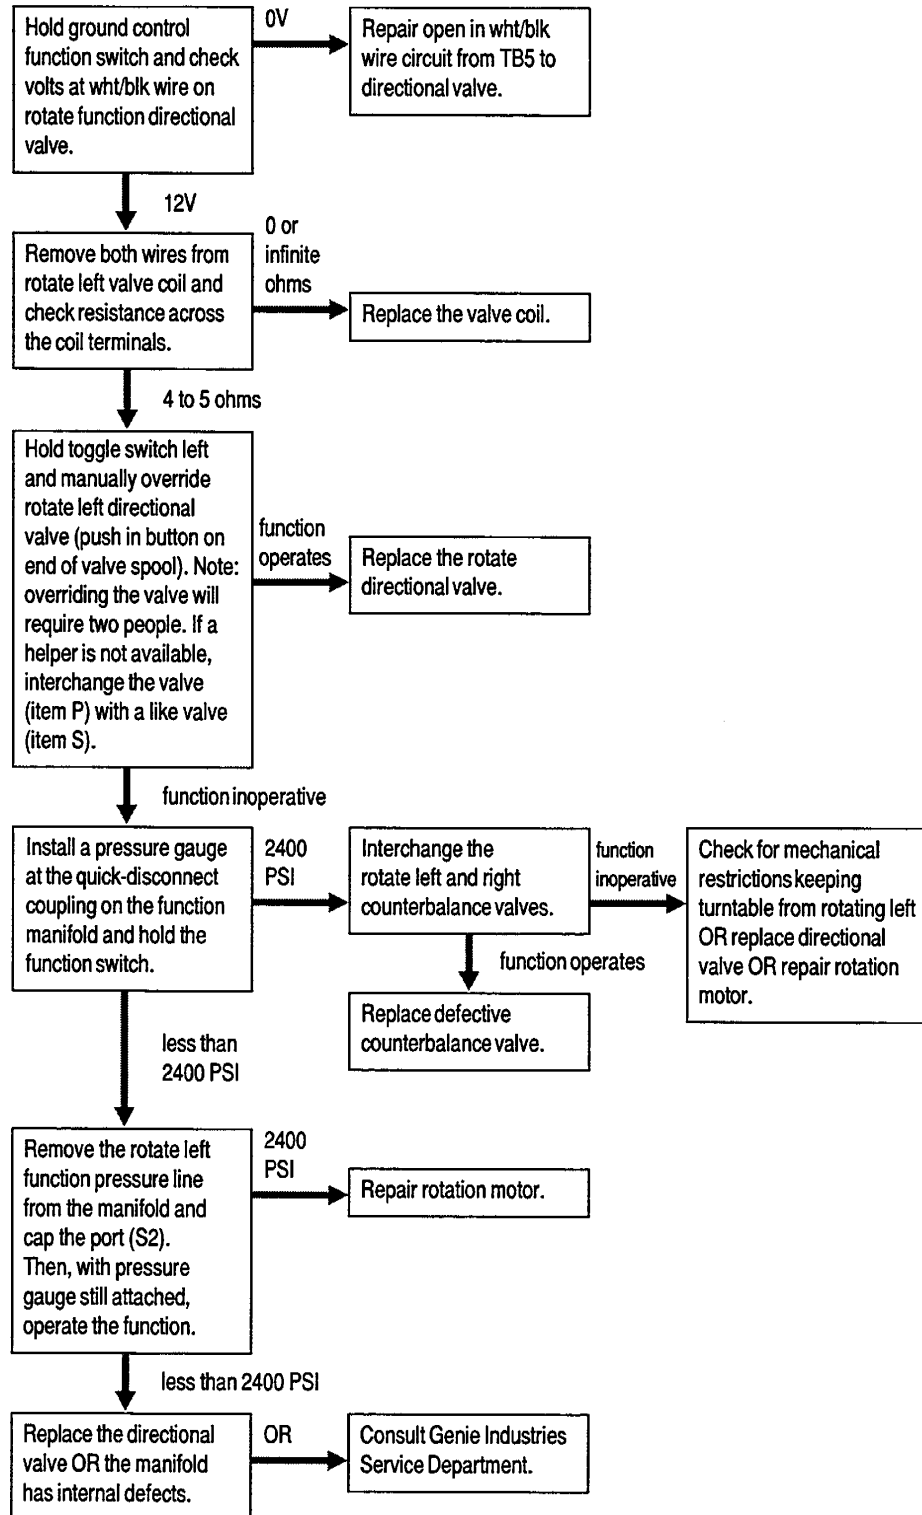 Hold ground control
function switch and check
volts at wht/blk wire on
rotate function directional
valve.
0V
Repair open in wht/blk
wire circuit from TB5 to
directional valve.
12V
Remove both wires from
rotate left valve coil and
check resistance across
the coil terminals.
0 or
infinite
ohms
Replace the valve coil.
4 to 5 ohms
Hold toggle switch left
and manually override
rotate left directional
valve (push in button on
end of valve spool). Note:
overriding the valve will
require two people. If a
helper is not available,
interchange the valve
(item P) with a like valve
(item S).
function
operates
Replace the rotate
directional valve.
function inoperative
Install a pressure gauge
at the quick-disconnect
coupling on the function
manifold and hold the
function switch.
2400
PSI
Interchange the
rotate left and right
counterbalance valves.
function
inoperative
Check for mechanical
restrictions keeping
turntable from rotating left
OR replace directional
valve OR repair rotation
motor.
function operates
Replace defective
counterbalance valve.
less than
2400 PSI
Remove the rotate left
function pressure line
from the manifold and
cap the port (S2).
Then, with pressure
gauge still attached,
operate the function.
2400
PSI
Repair rotation motor.
less than 2400 PSI
Replace the directional
valve OR the manifold
has internal defects.
OR
Consult Genie Industries
Service Department.